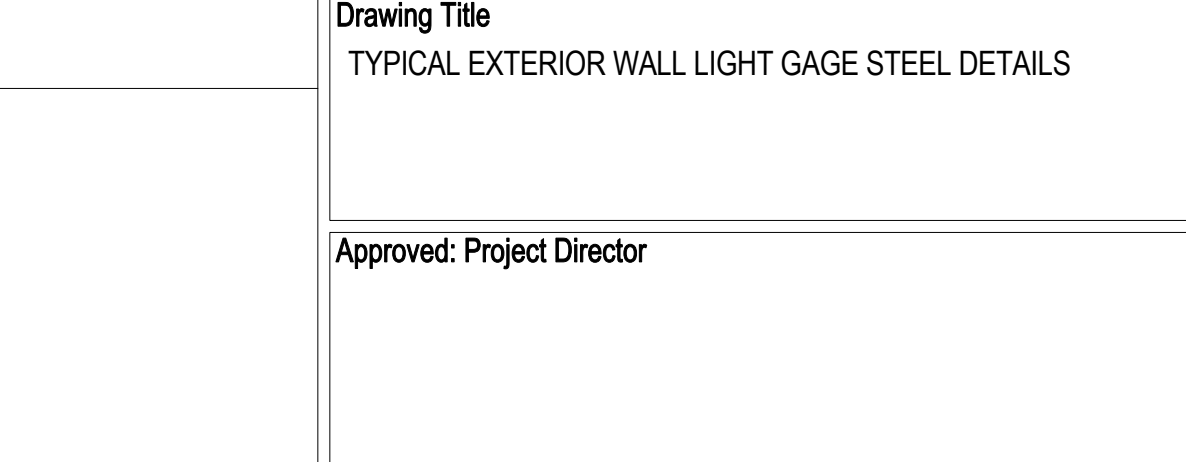 Drawing Title
TYPICAL EXTERIOR WALL LIGHT GAGE STEEL DETAILS
Approved: Project Director